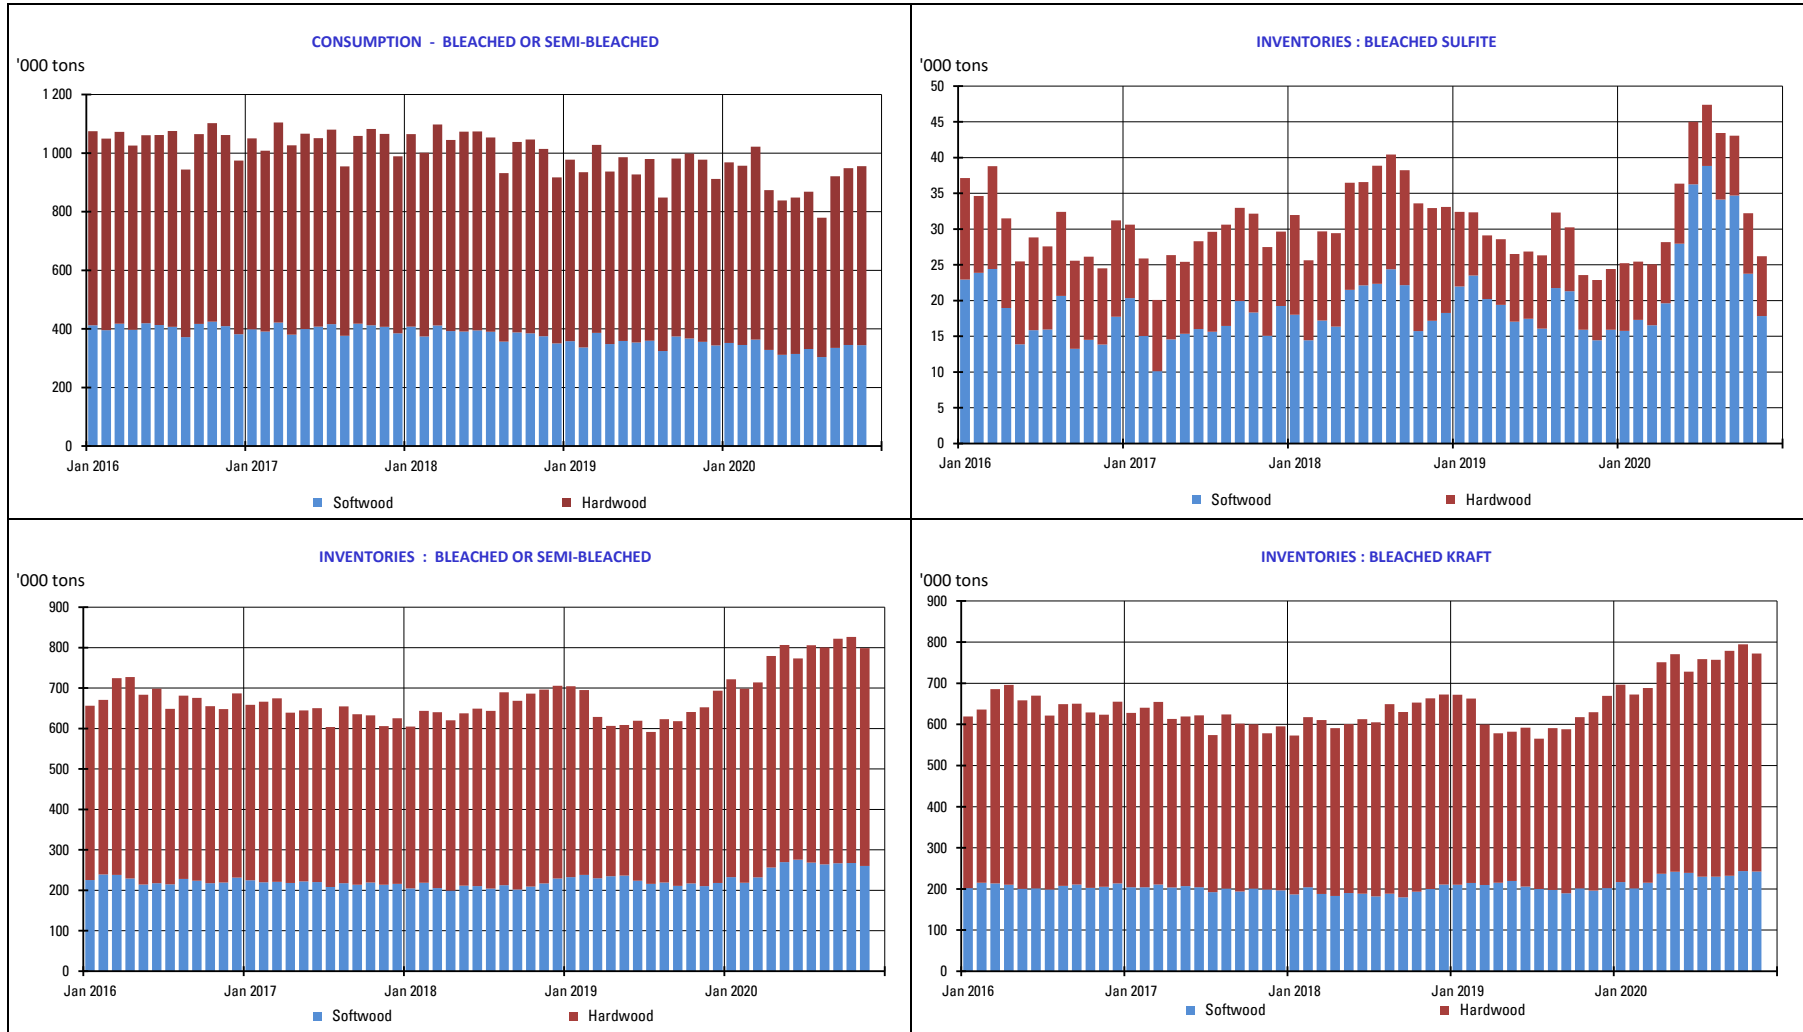 CONSUMPTION - BLEACHED OR SEMI-BLEACHED
'000 tons
1 200
1 000
800
600
400
200
0
Jan 2016 Jan 2017 Jan 2018 Jan 2019 Jan 2020
Softwood Hardwood
INVENTORIES : BLEACHED SULFITE
'000 tons
50
45
40
35
30
25
20
15
10
5
0
Jan 2016 Jan 2017 Jan 2018 Jan 2019 Jan 2020
Softwood Hardwood
INVENTORIES : BLEACHED OR SEMI-BLEACHED
'000 tons
900
800
700
600
500
400
300
200
100
0
Jan 2016 Jan 2017 Jan 2018 Jan 2019 Jan 2020
Softwood Hardwood
INVENTORIES : BLEACHED KRAFT
'000 tons
900
800
700
600
500
400
300
200
100
0
Jan 2016 Jan 2017 Jan 2018 Jan 2019 Jan 2020
Softwood Hardwood